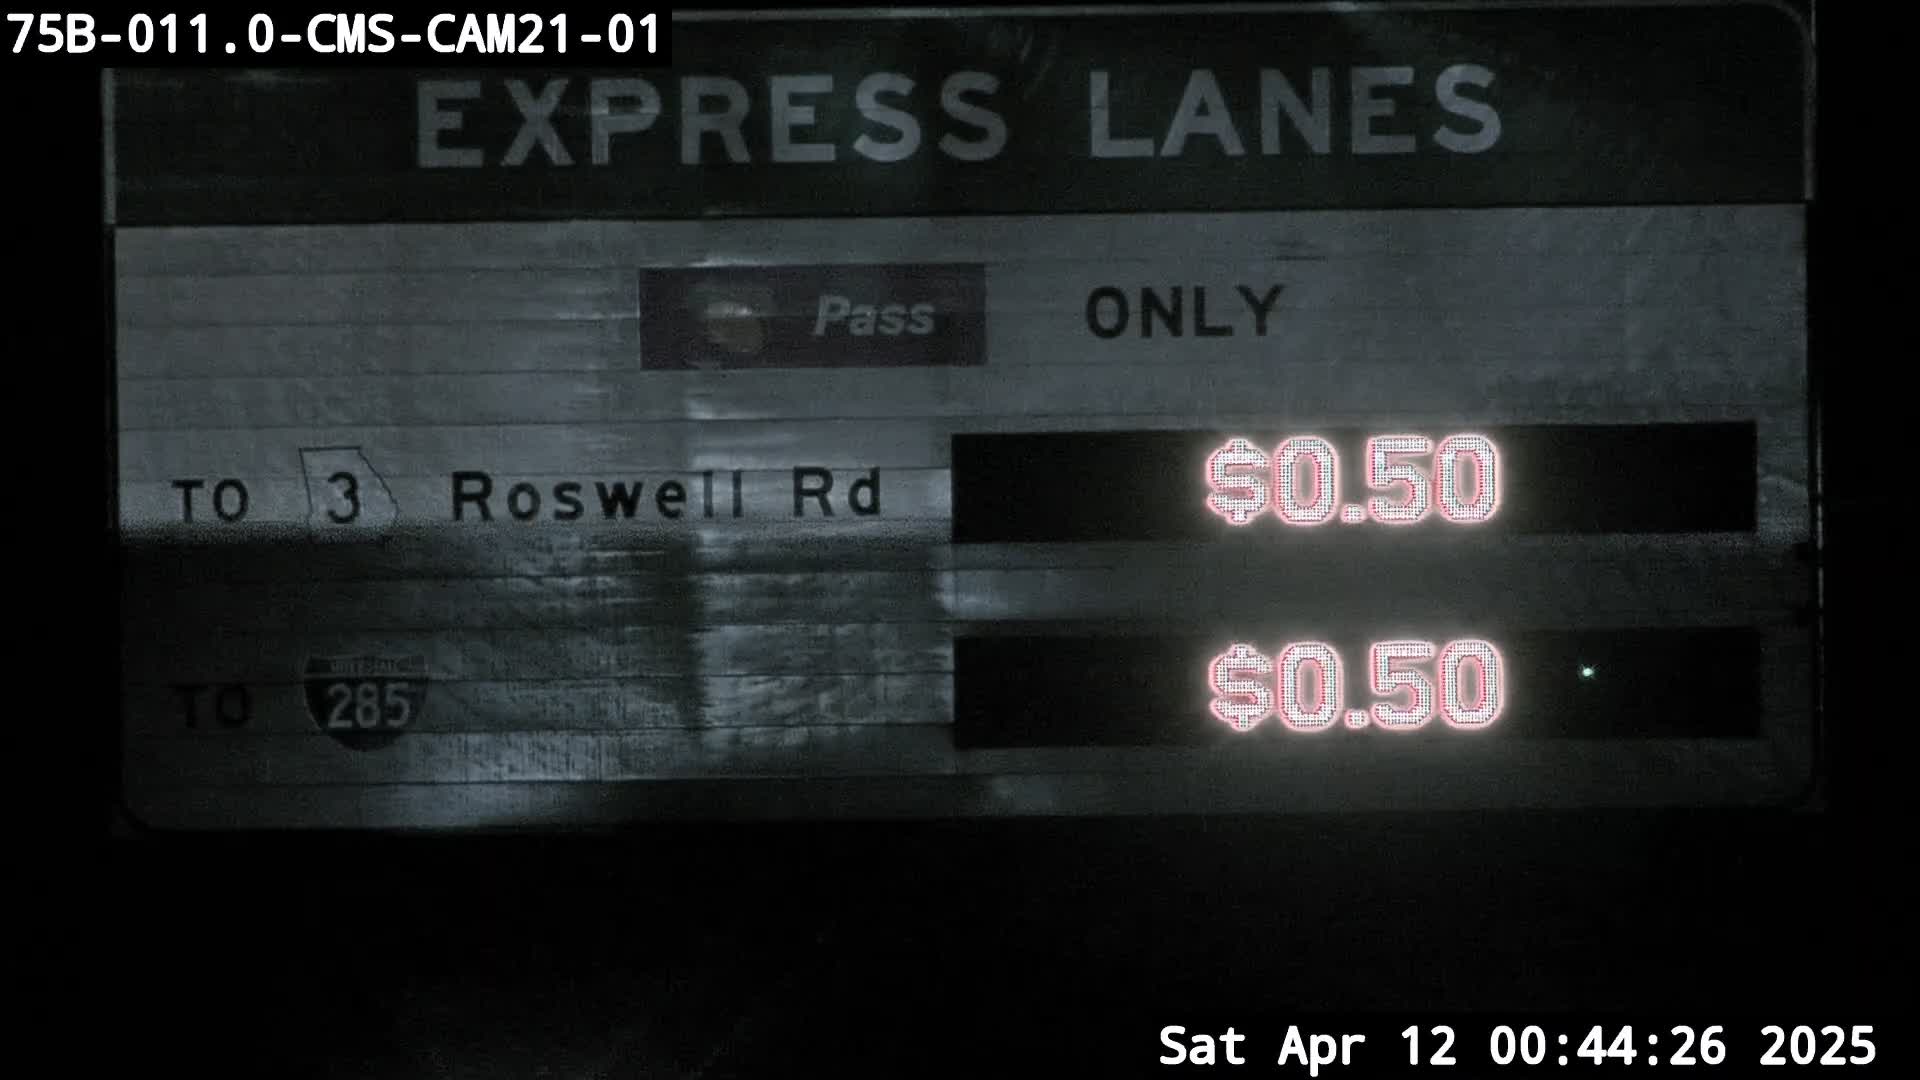 75B-011.0-CMS-CAM21-01
EXPRESS LANES
Pass ONLY
TO 3 Roswell Rd $0.50
INTERSTATE
TO 285 $0.50
Sat Apr 12 00:44:26 2025